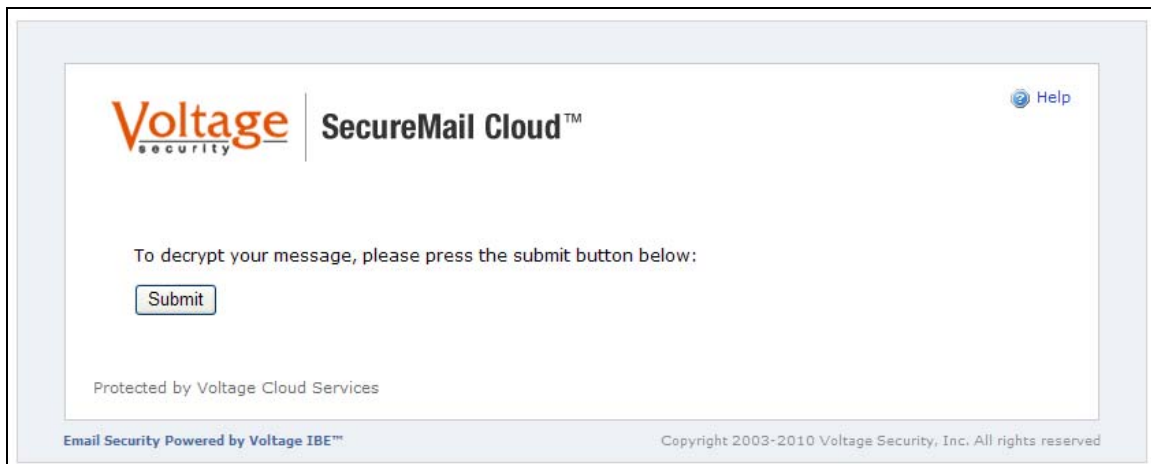 Voltage
security
SecureMail Cloud™
Help
To decrypt your message, please press the submit button below:
Submit
Protected by Voltage Cloud Services
Email Security Powered by Voltage IBE™
Copyright 2003-2010 Voltage Security, Inc. All rights reserved